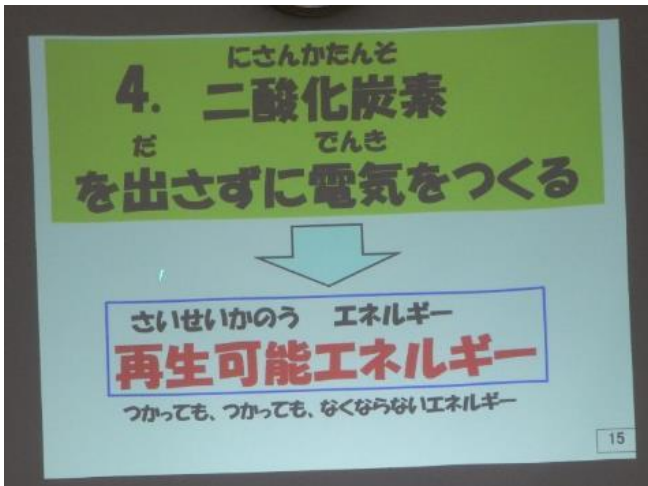 にさんかたんそ
4. 二酸化炭素
だ でんき
を出さずに電気をつくる
さいせいかのう エネルギー
再生可能エネルギー
つかっても、つかっても、なくならないエネルギー
15